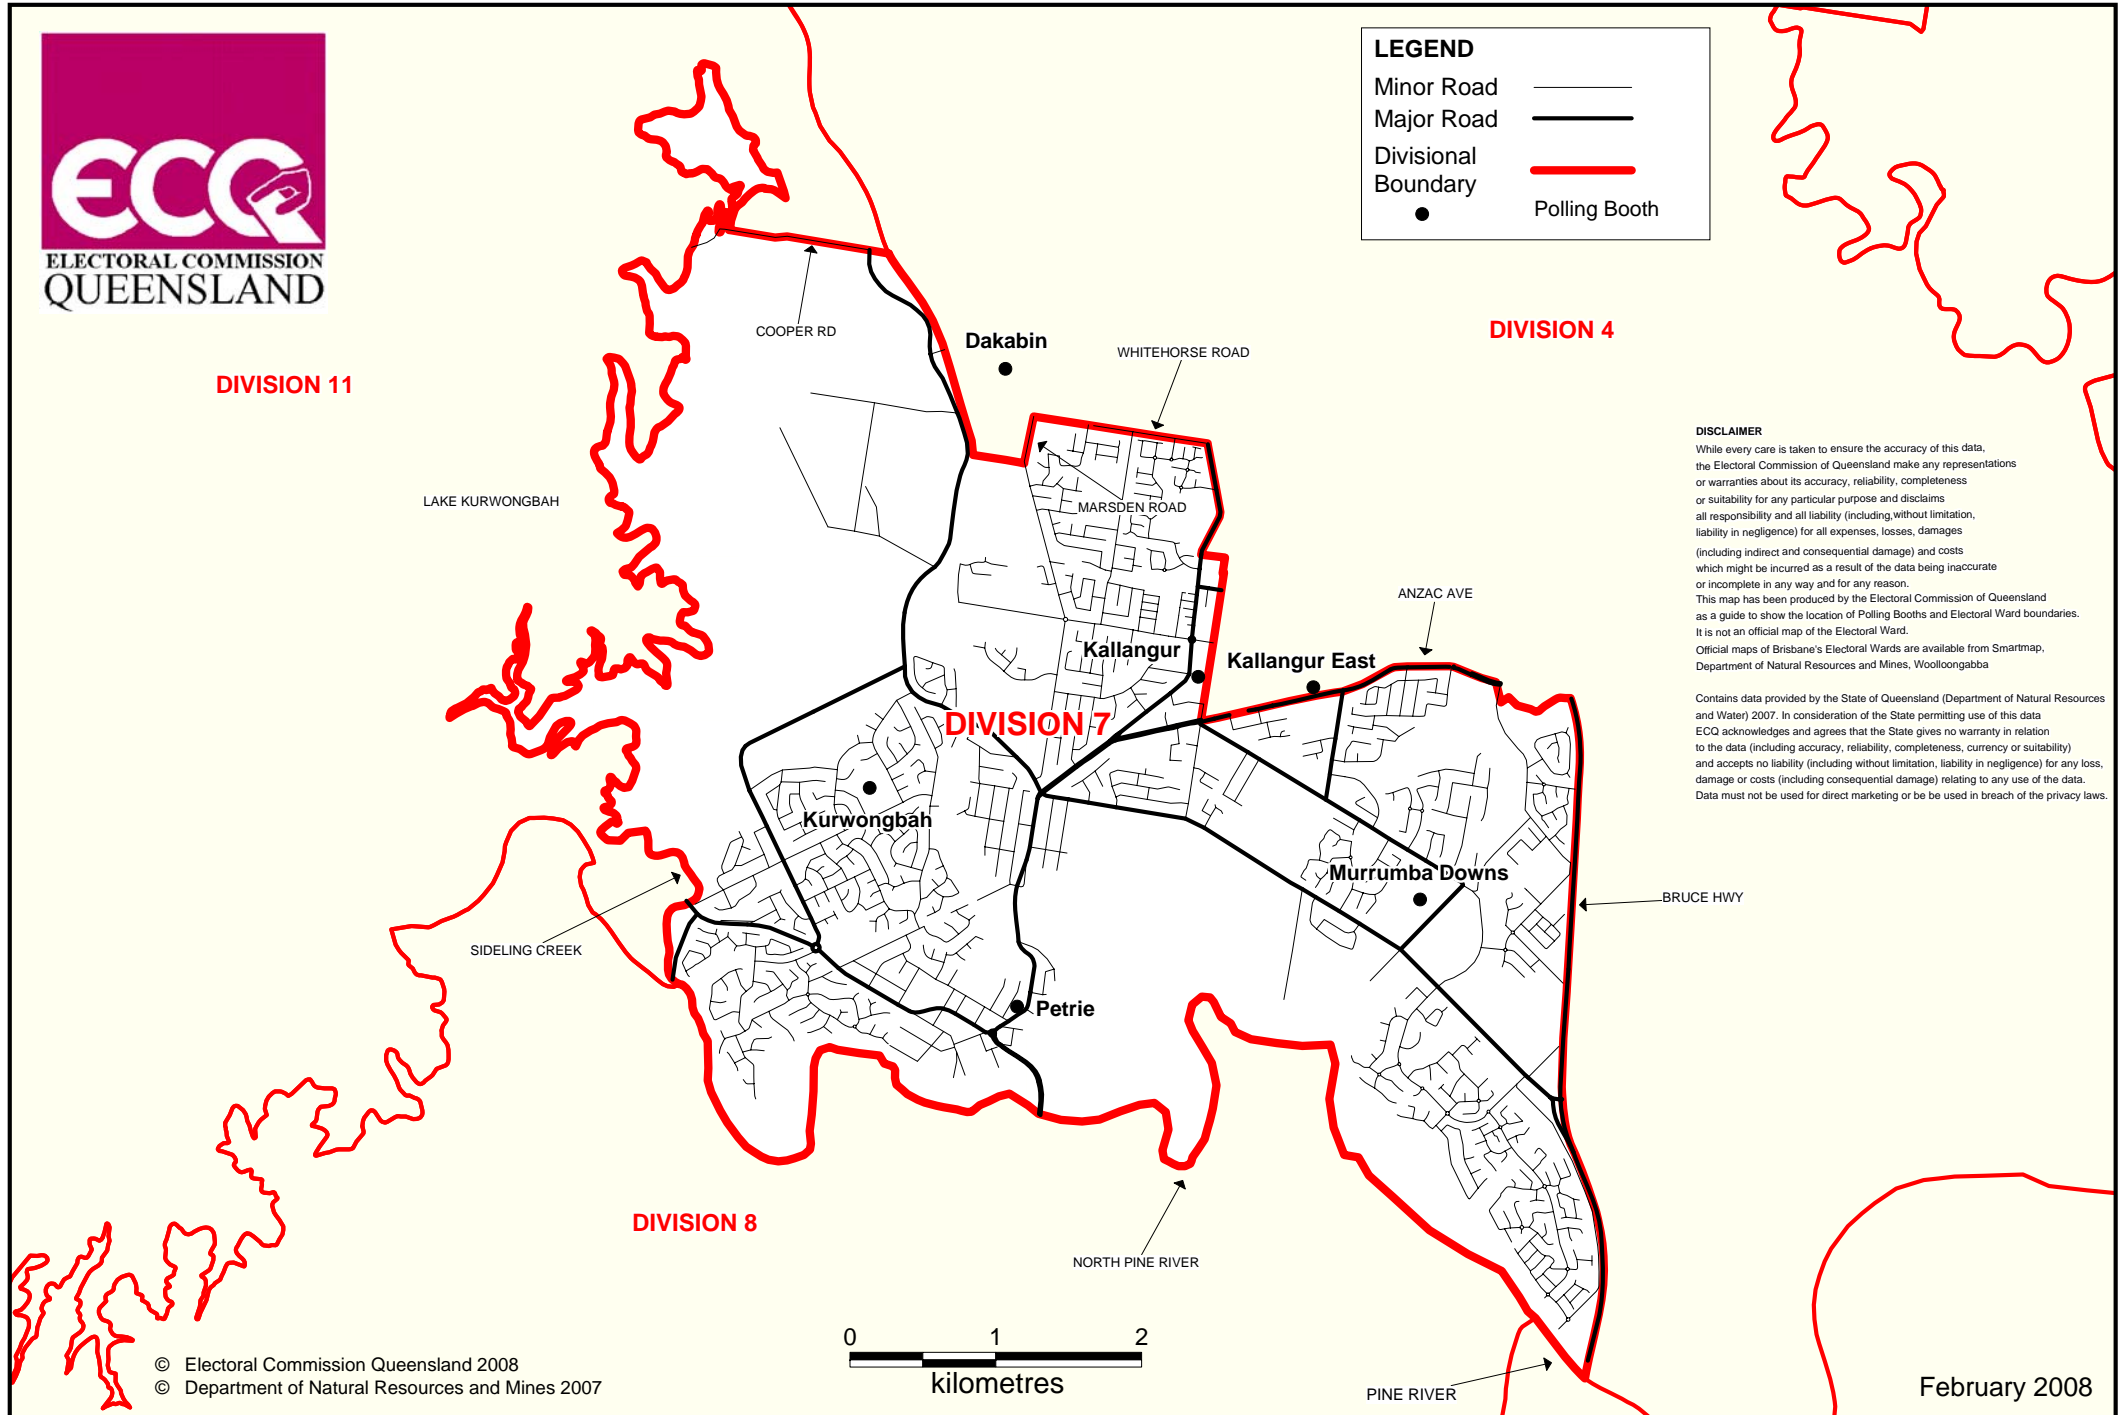 ECQ
ELECTORAL COMMISSION
QUEENSLAND
LEGEND
Minor Road
Major Road
Divisional
Boundary
Polling Booth
COOPER RD
Dakabin
WHITEHORSE ROAD
DIVISION 4
DIVISION 11
LAKE KURWONGBAH
MARSDEN ROAD
ANZAC AVE
Kallangur
Kallangur East
DIVISION 7
Kurwongbah
Murrumba Downs
BRUCE HWY
SIDELING CREEK
Petrie
DIVISION 8
NORTH PINE RIVER
PINE RIVER
DISCLAIMER
While every care is taken to ensure the accuracy of this data,
the Electoral Commission of Queensland make any representations
or warranties about its accuracy, reliability, completeness
or suitability for any particular purpose and disclaims
all responsibility and all liability (including,without limitation,
liability in negligence) for all expenses, losses, damages
(including indirect and consequential damage) and costs
which might be incurred as a result of the data being inaccurate
or incomplete in any way and for any reason.
This map has been produced by the Electoral Commission of Queensland
as a guide to show the location of Polling Booths and Electoral Ward boundaries.
It is not an official map of the Electoral Ward.
Official maps of Brisbane's Electoral Wards are available from Smartmap,
Department of Natural Resources and Mines, Woolloongabba
Contains data provided by the State of Queensland (Department of Natural Resources
and Water) 2007. In consideration of the State permitting use of this data
ECQ acknowledges and agrees that the State gives no warranty in relation
to the data (including accuracy, reliability, completeness, currency or suitability)
and accepts no liability (including without limitation, liability in negligence) for any loss,
damage or costs (including consequential damage) relating to any use of the data.
Data must not be used for direct marketing or be be used in breach of the privacy laws.
0 1 2
kilometres
© Electoral Commission Queensland 2008
© Department of Natural Resources and Mines 2007
February 2008